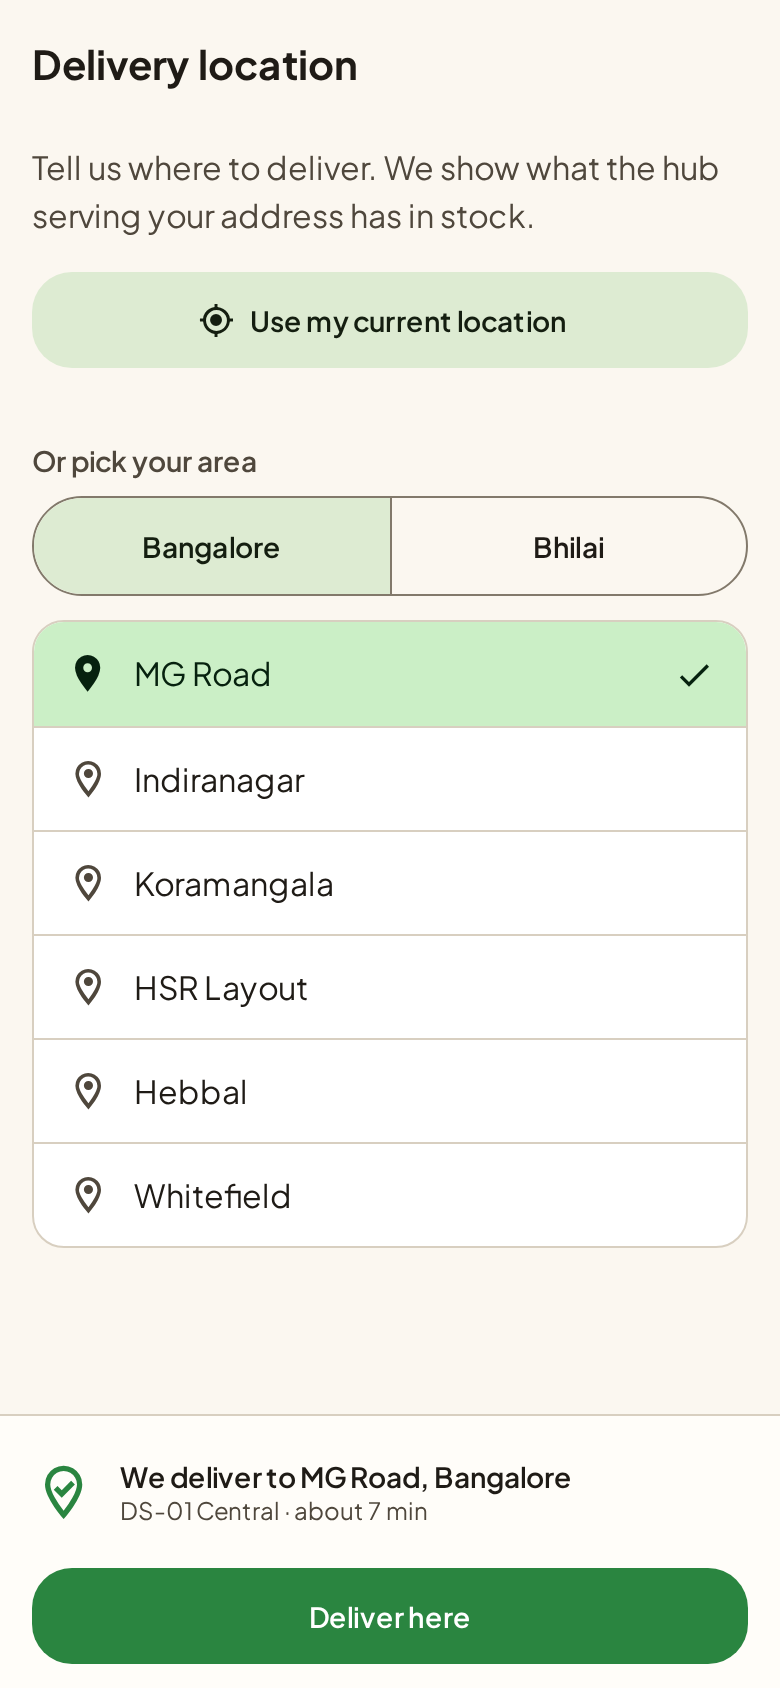 Delivery location
Tell us where to deliver. We show what the hub
serving your address has in stock.
Use my current location
Or pick your area
Bangalore
Bhilai
MG Road
Indiranagar
Koramangala
HSR Layout
Hebbal
Whitefield
We deliver to MG Road, Bangalore
DS-01 Central · about 7 min
Deliver here